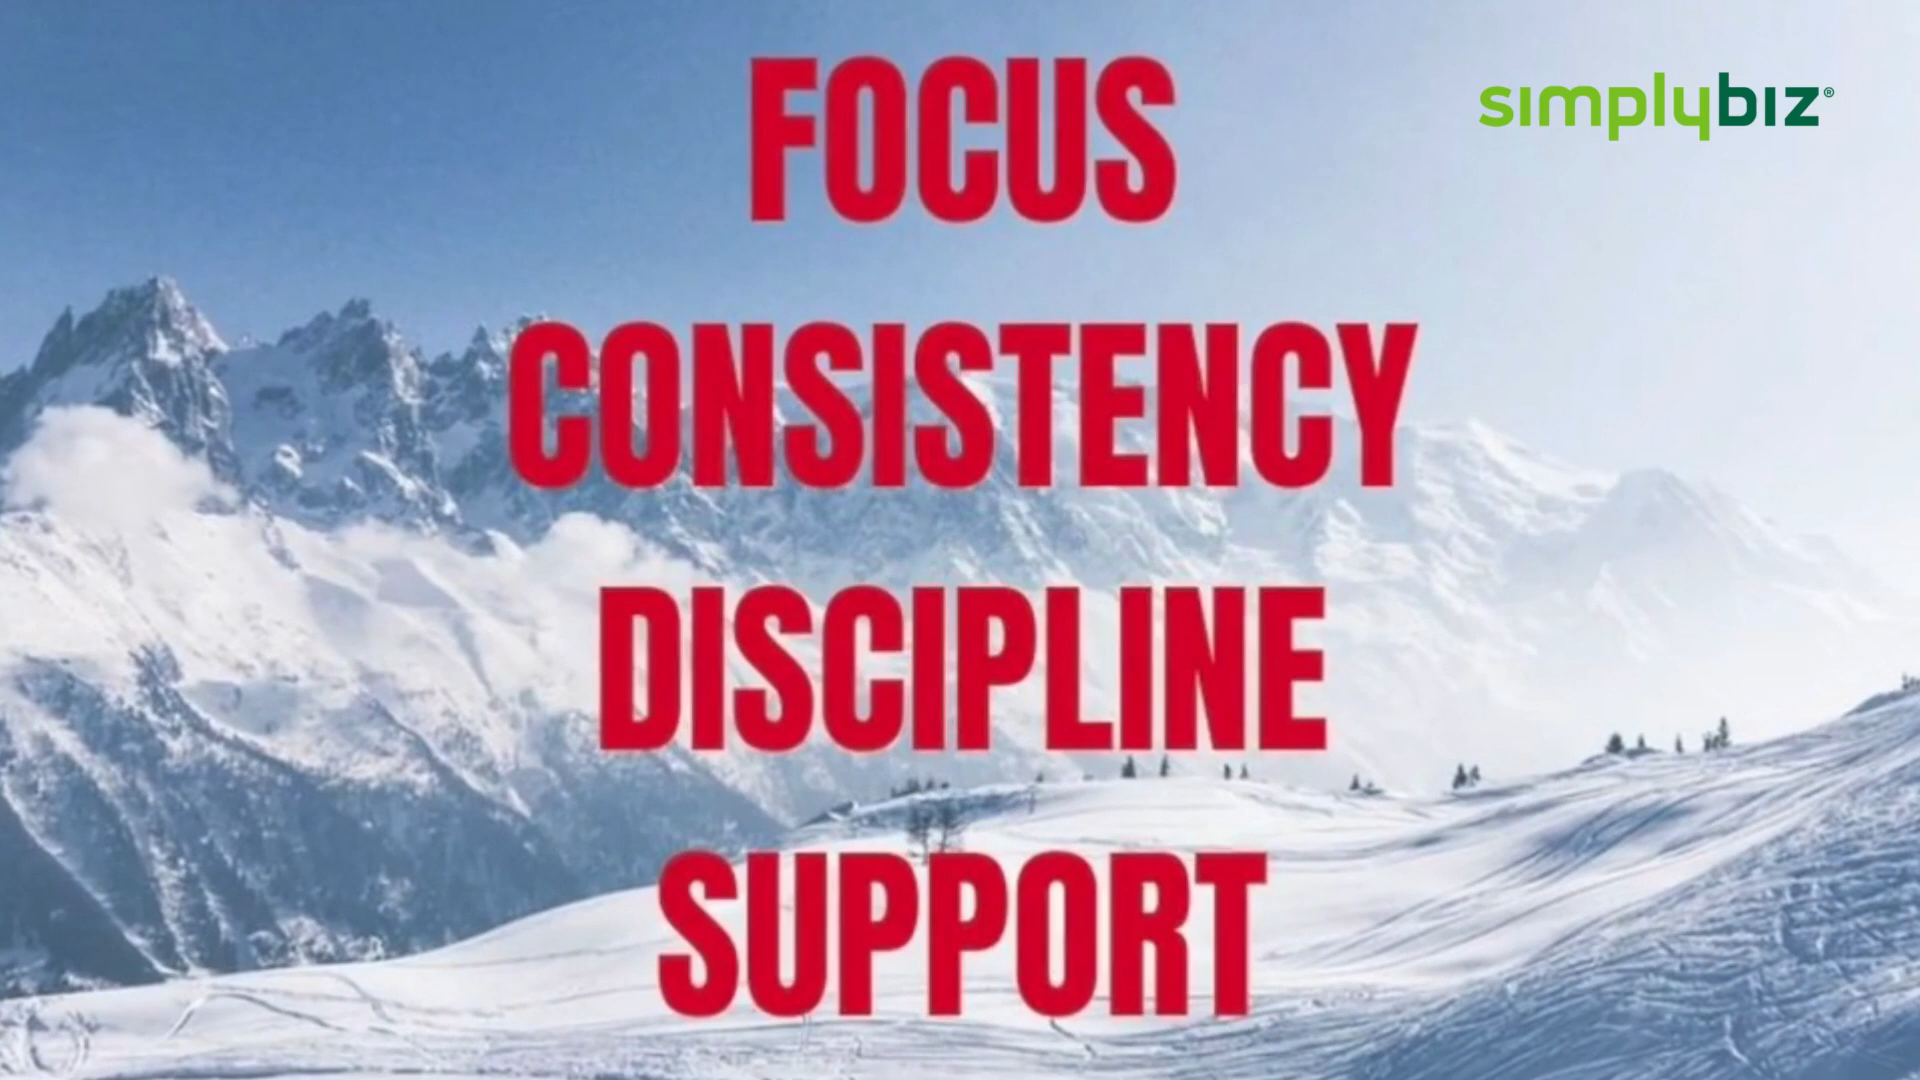 FOCUS
simplybiz®
CONSISTENCY
DISCIPLINE
SUPPORT